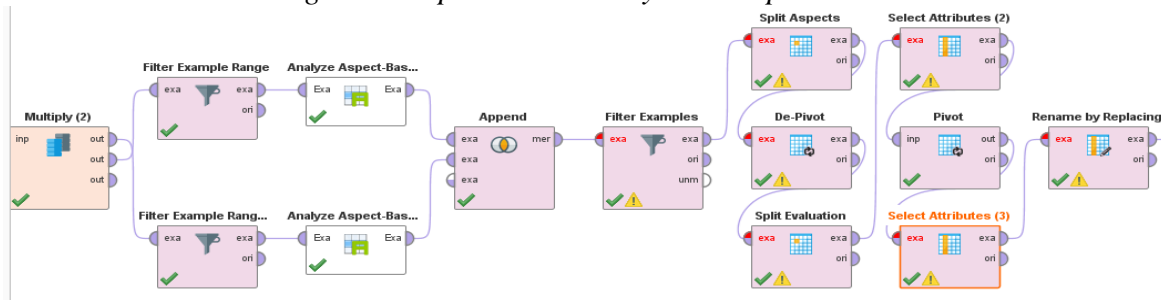 Multiply (2)
inp
out
out
out
Filter Example Range
exa
exa
ori
Analyze Aspect-Bas...
Exa
Exa
Filter Example Rang...
exa
exa
ori
Analyze Aspect-Bas...
Exa
Exa
Append
exa
mer
exa
exa
Filter Examples
exa
exa
ori
unm
Split Aspects
exa
exa
ori
De-Pivot
exa
exa
ori
Split Evaluation
exa
exa
ori
Select Attributes (2)
exa
exa
ori
Pivot
inp
out
ori
Select Attributes (3)
exa
exa
ori
Rename by Replacing
exa
exa
ori